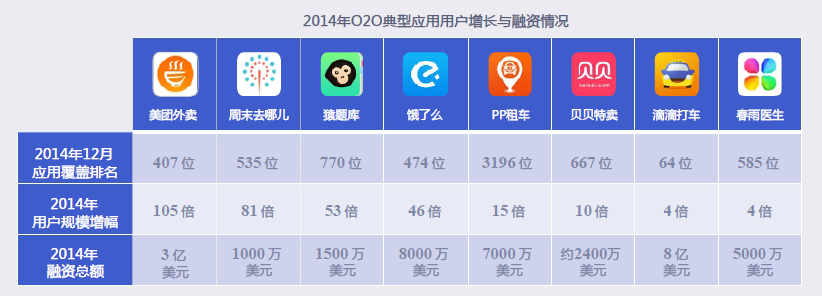 2014年O2O典型应用用户增长与融资情况
贝贝
beibei.com
美团外卖 周末去哪儿 猿题库 饿了么 PP租车 贝贝特卖 滴滴打车 春雨医生
2014年12月
应用覆盖排名
407 位 535 位 770 位 474 位 3196 位 667 位 64 位 585 位
2014年
用户规模增幅
105 倍 81 倍 53 倍 46 倍 15 倍 10 倍 4 倍 4 倍
2014年
融资总额
3 亿 1000 万 1500 万 8000 万 7000 万 约2400万 8 亿 5000 万
美元 美元 美元 美元 美元 美元 美元 美元